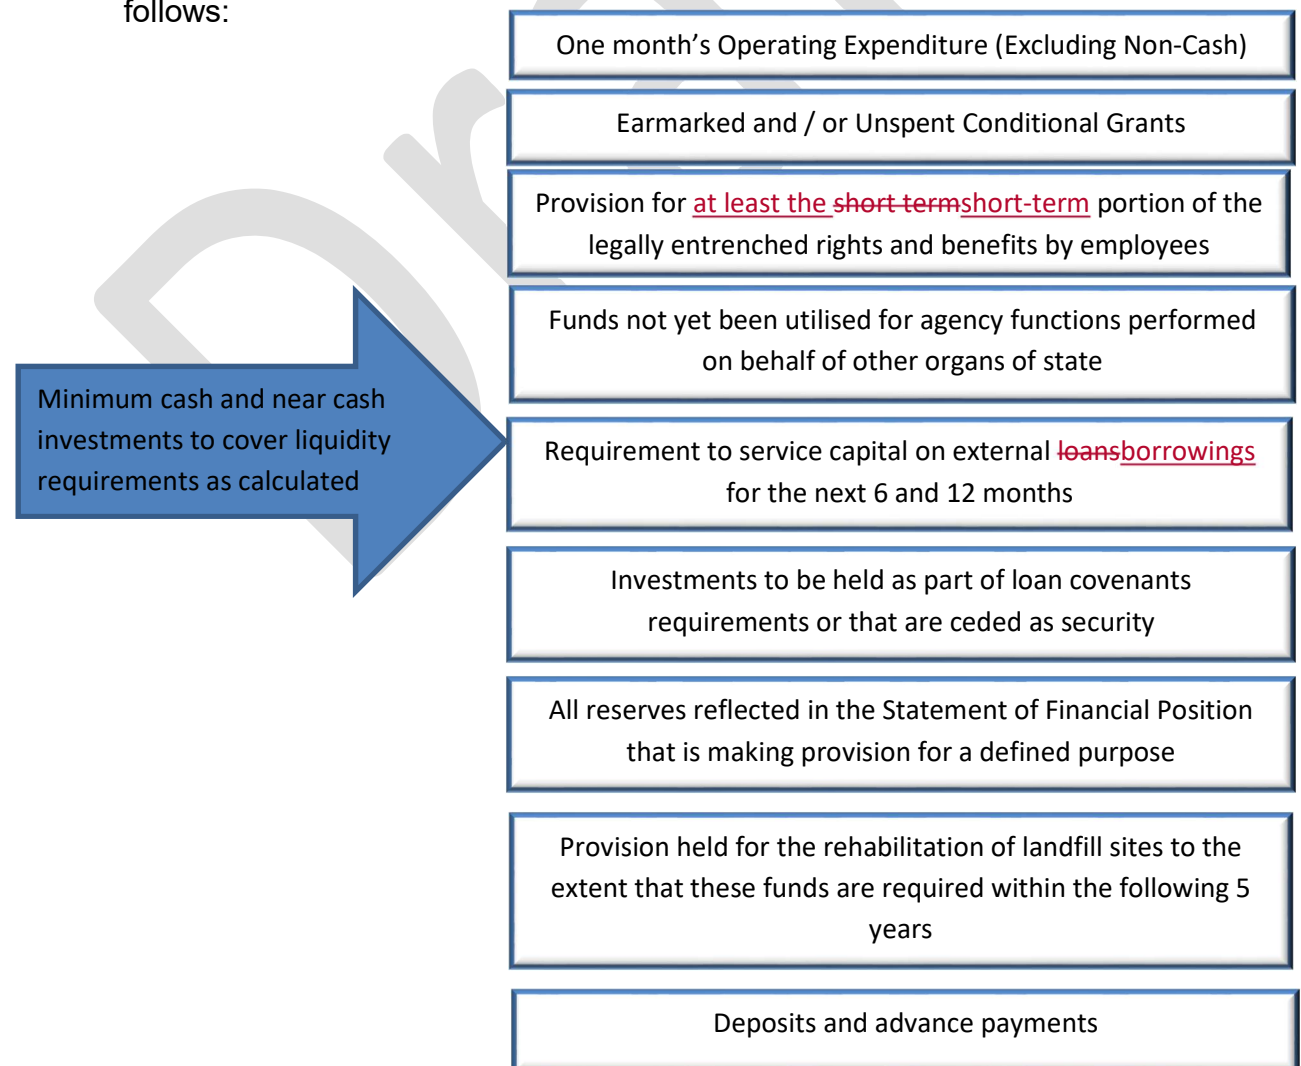 follows:
One month’s Operating Expenditure (Excluding Non-Cash)
Earmarked and / or Unspent Conditional Grants
Provision for at least the short termshort-term portion of the
legally entrenched rights and benefits by employees
Funds not yet been utilised for agency functions performed
on behalf of other organs of state
Minimum cash and near cash
investments to cover liquidity
requirements as calculated
Requirement to service capital on external loansborrowings
for the next 6 and 12 months
Investments to be held as part of loan covenants
requirements or that are ceded as security
All reserves reflected in the Statement of Financial Position
that is making provision for a defined purpose
Provision held for the rehabilitation of landfill sites to the
extent that these funds are required within the following 5
years
Deposits and advance payments